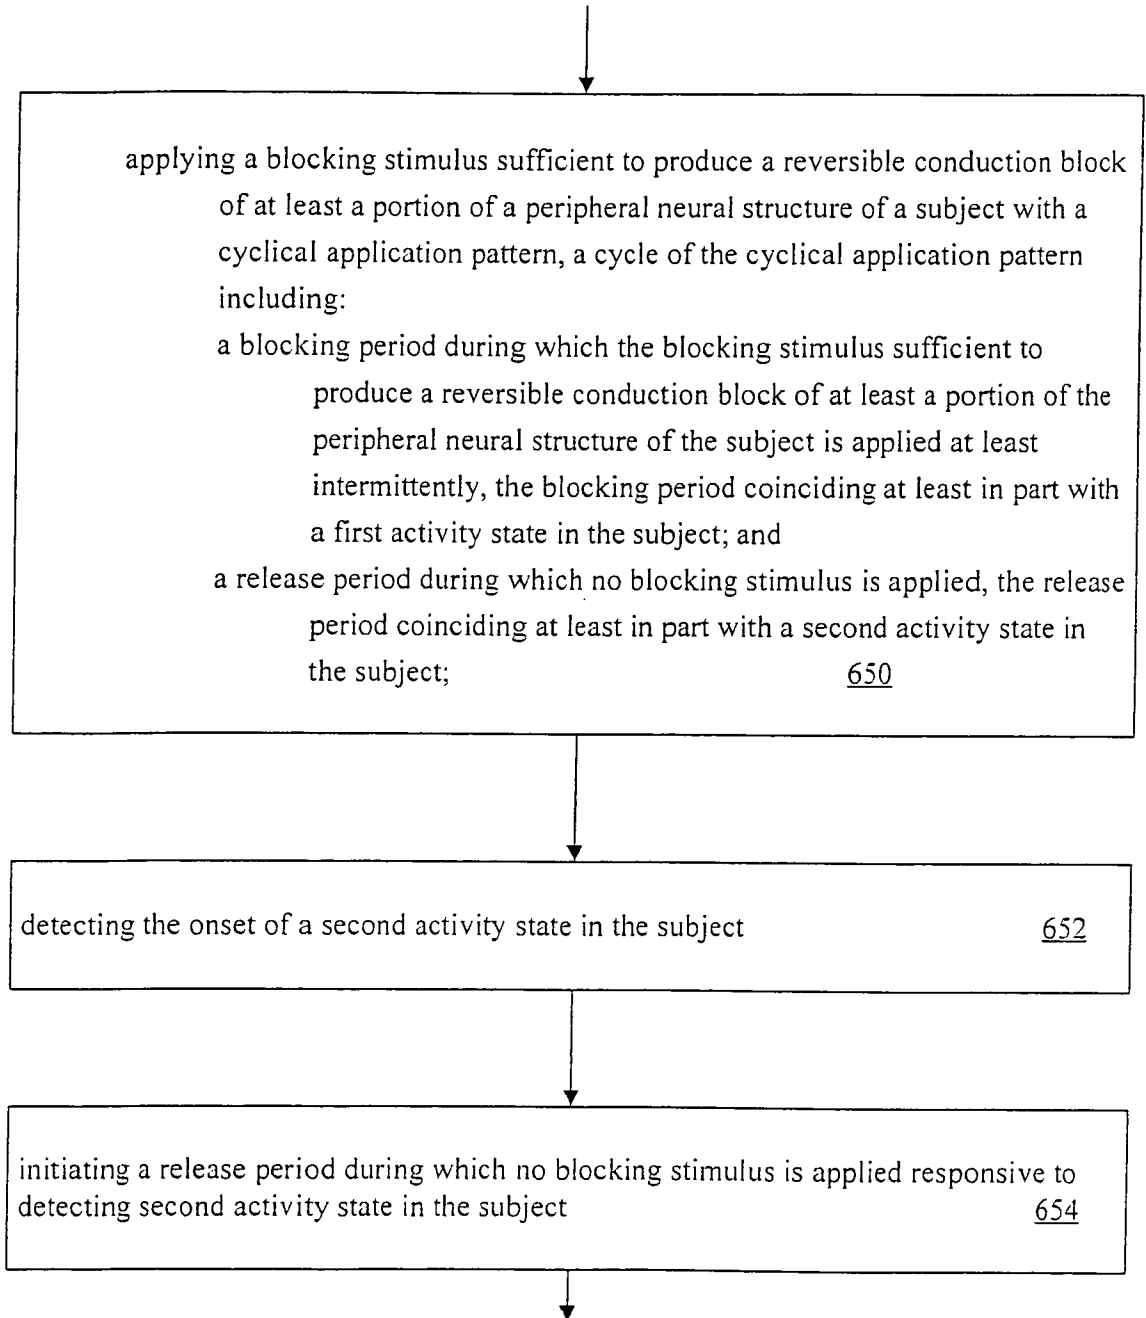 applying a blocking stimulus sufficient to produce a reversible conduction block
of at least a portion of a peripheral neural structure of a subject with a
cyclical application pattern, a cycle of the cyclical application pattern
including:
a blocking period during which the blocking stimulus sufficient to
produce a reversible conduction block of at least a portion of the
peripheral neural structure of the subject is applied at least
intermittently, the blocking period coinciding at least in part with
a first activity state in the subject; and
a release period during which no blocking stimulus is applied, the release
period coinciding at least in part with a second activity state in
the subject; 650
detecting the onset of a second activity state in the subject 652
initiating a release period during which no blocking stimulus is applied responsive to
detecting second activity state in the subject 654